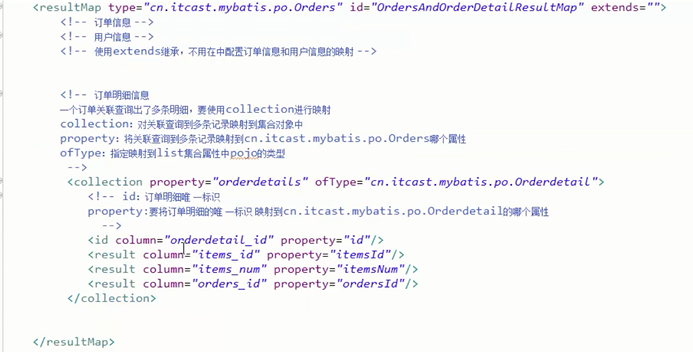 <resultMap type="cn.itcast.mybatis.po.Orders" id="OrdersAndOrderDetailResultMap" extends="">
<!-- 订单信息 -->
<!-- 用户信息 -->
<!-- 使用extends继承，不用在中配置订单信息和用户信息的映射 -->
<!-- 订单明细信息
一个订单关联查询出了多条明细，要使用collection进行映射
collection：对关联查询到多条记录映射到集合对象中
property：将关联查询到多条记录映射到cn.itcast.mybatis.po.Orders哪个属性
ofType：指定映射到list集合属性中pojo的类型
-->
<collection property="orderdetails" ofType="cn.itcast.mybatis.po.Orderdetail">
<!-- id：订单明细唯一标识
property:要将订单明细的唯一标识映射到cn.itcast.mybatis.po.Orderdetail的哪个属性
-->
<id column="orderdetail_id" property="id"/>
<result column="items_id" property="itemsId"/>
<result column="items_num" property="itemsNum"/>
<result column="orders_id" property="ordersId"/>
</collection>
</resultMap>